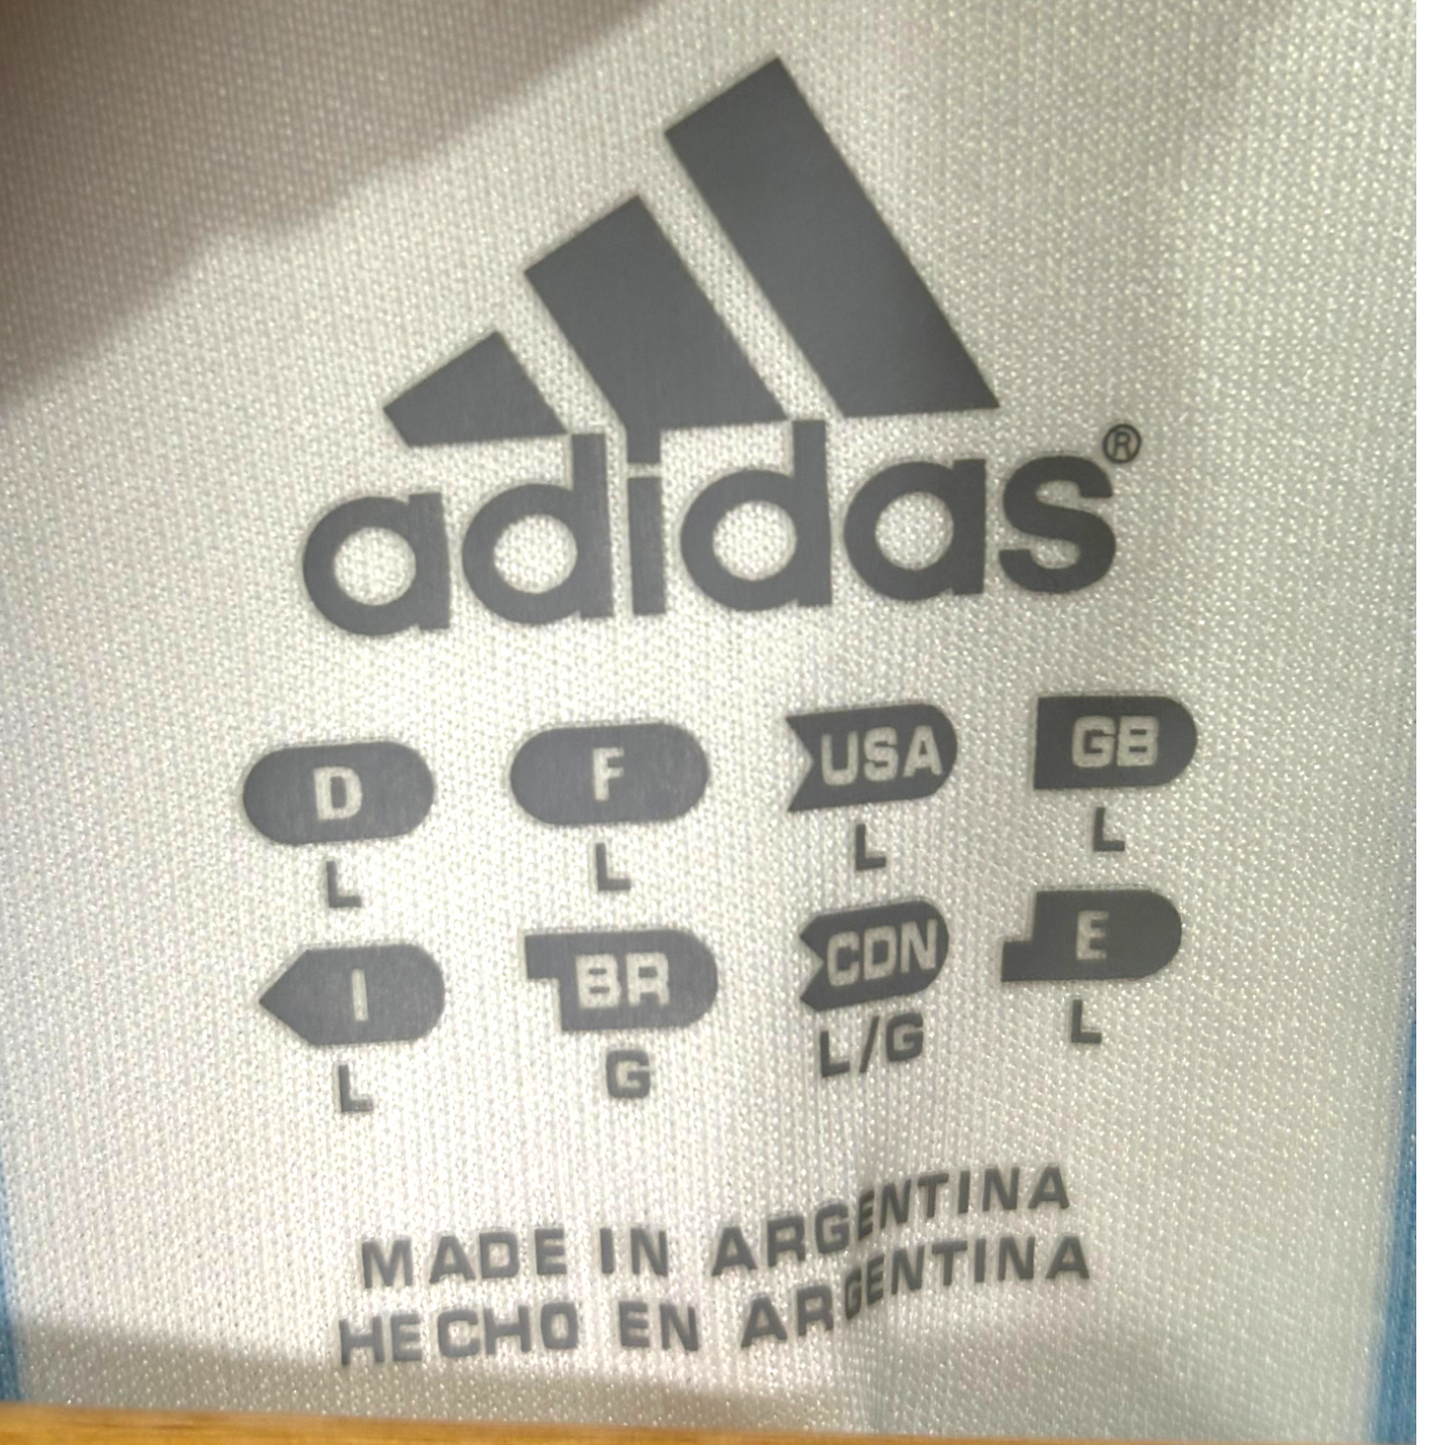 adidas®
D F USA GB
L L L L
I BR CDN E
L G L/G L
MADE IN ARGENTINA
HECHO EN ARGENTINA